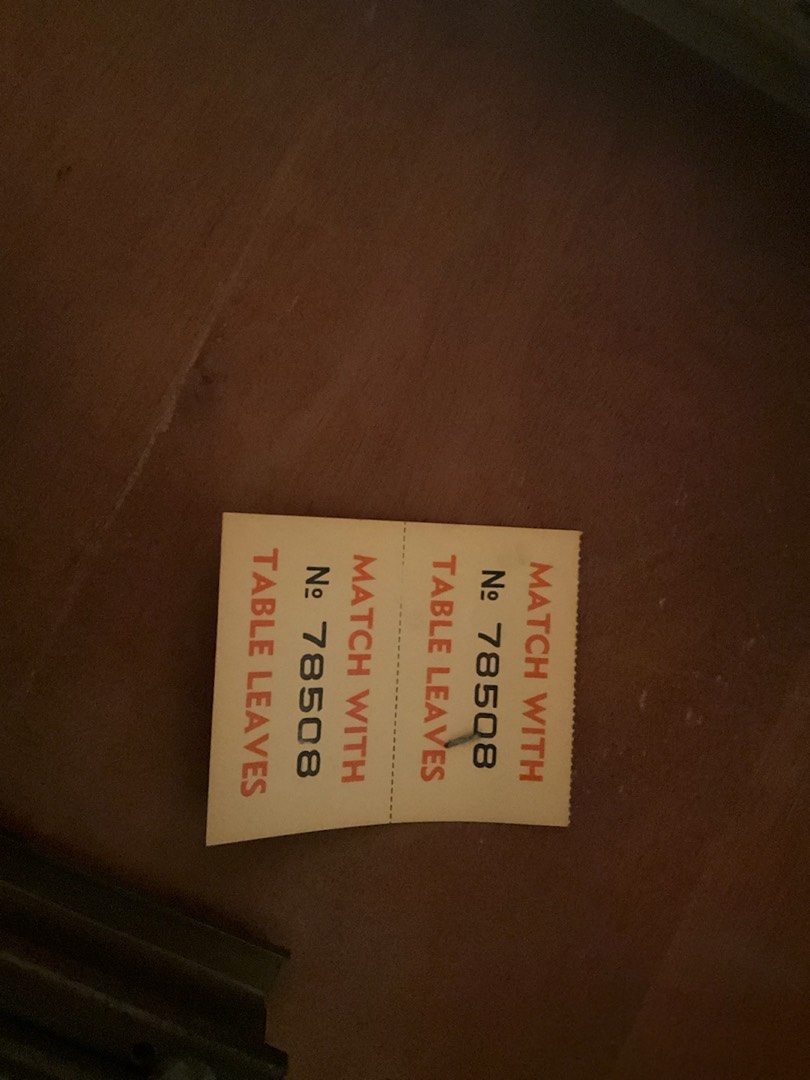 MATCH WITH
№ 78508
TABLE LEAVES
MATCH WITH
№ 78508
TABLE LEAVES